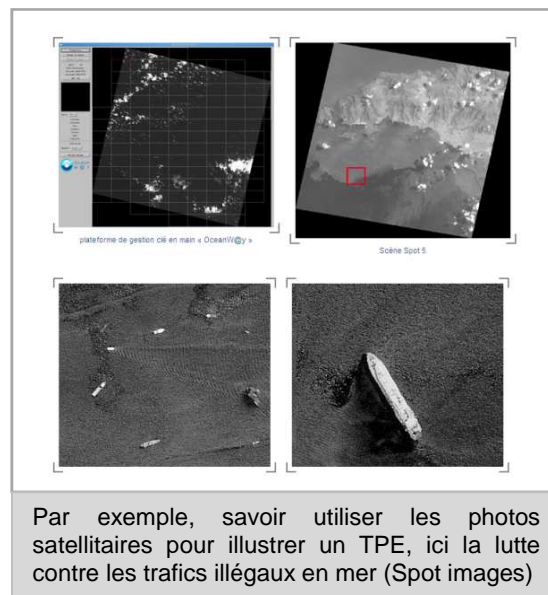 plateforme de gestion clé en main « OceanW@y »
Scène Spot 5
Par exemple, savoir utiliser les photos
satellitaires pour illustrer un TPE, ici la lutte
contre les trafics illégaux en mer (Spot images)